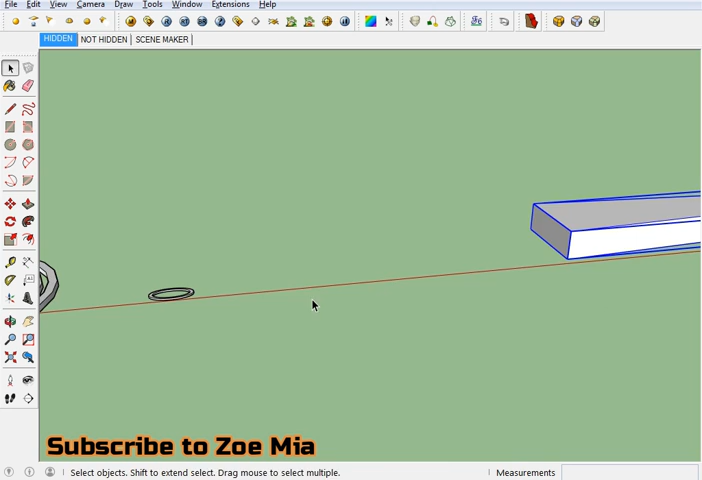 File Edit View Camera Draw Tools Window Extensions Help
HIDDEN NOT HIDDEN SCENE MAKER
Subscribe to Zoe Mia
Select objects. Shift to extend select. Drag mouse to select multiple. Measurements